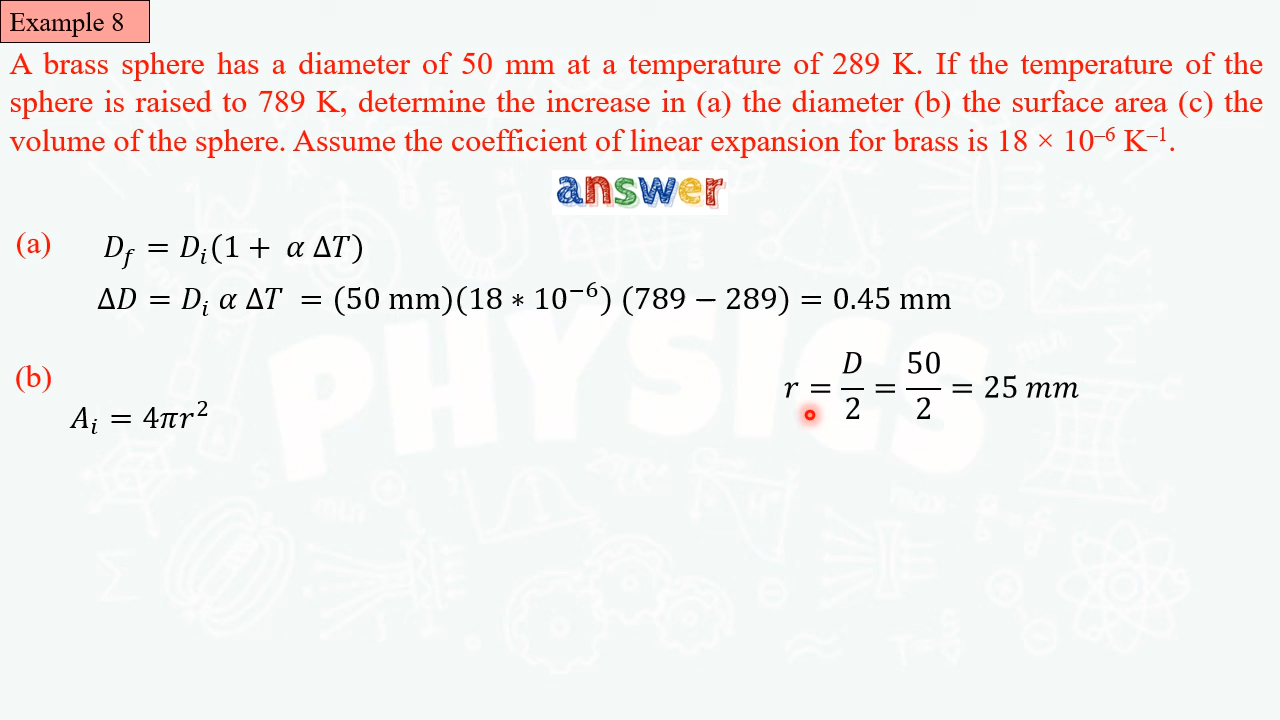 Example 8
A brass sphere has a diameter of 50 mm at a temperature of 289 K. If the temperature of the
sphere is raised to 789 K, determine the increase in (a) the diameter (b) the surface area (c) the
volume of the sphere. Assume the coefficient of linear expansion for brass is 18 × 10⁻⁶ K⁻¹.
answer
(a) D_f = D_i(1 + α ΔT)
ΔD = D_i α ΔT = (50 mm)(18 ∗ 10⁻⁶) (789 − 289) = 0.45 mm
(b)
r = D/2 = 50/2 = 25 mm
A_i = 4πr²
PHYSICS